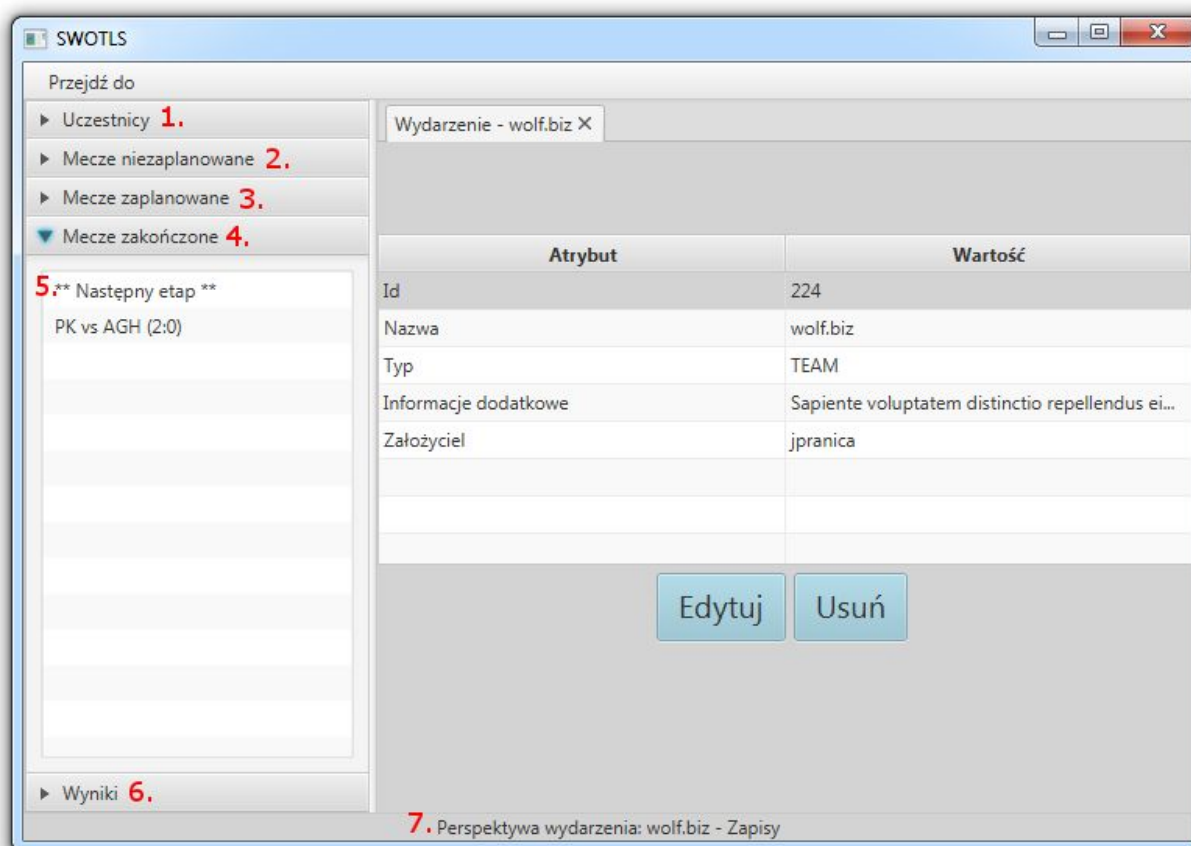 SWOTLS
Przejdź do
Uczestnicy 1.
Mecze niezaplanowane 2.
Mecze zaplanowane 3.
Mecze zakończone 4.
5. ** Następny etap **
PK vs AGH (2:0)
Wyniki 6.
Wydarzenie - wolf.biz
Atrybut Wartość
Id 224
Nazwa wolf.biz
Typ TEAM
Informacje dodatkowe Sapiente voluptatem distinctio repellendus ei...
Założyciel jpranica
Edytuj Usuń
7. Perspektywa wydarzenia: wolf.biz - Zapisy